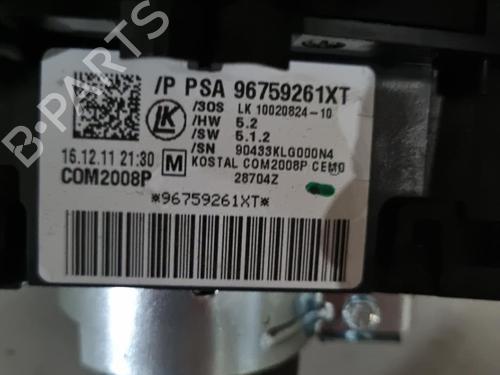 /P PSA 96759261XT
/3OS LK 10020824-10
/HW 5.2
/SW 5.1.2
/SN 90433KLG000N4
16.12.11 21:30 M KOSTAL COM2008P CEMO
COM2008P 28704Z
*96759261XT*
B-PARTS